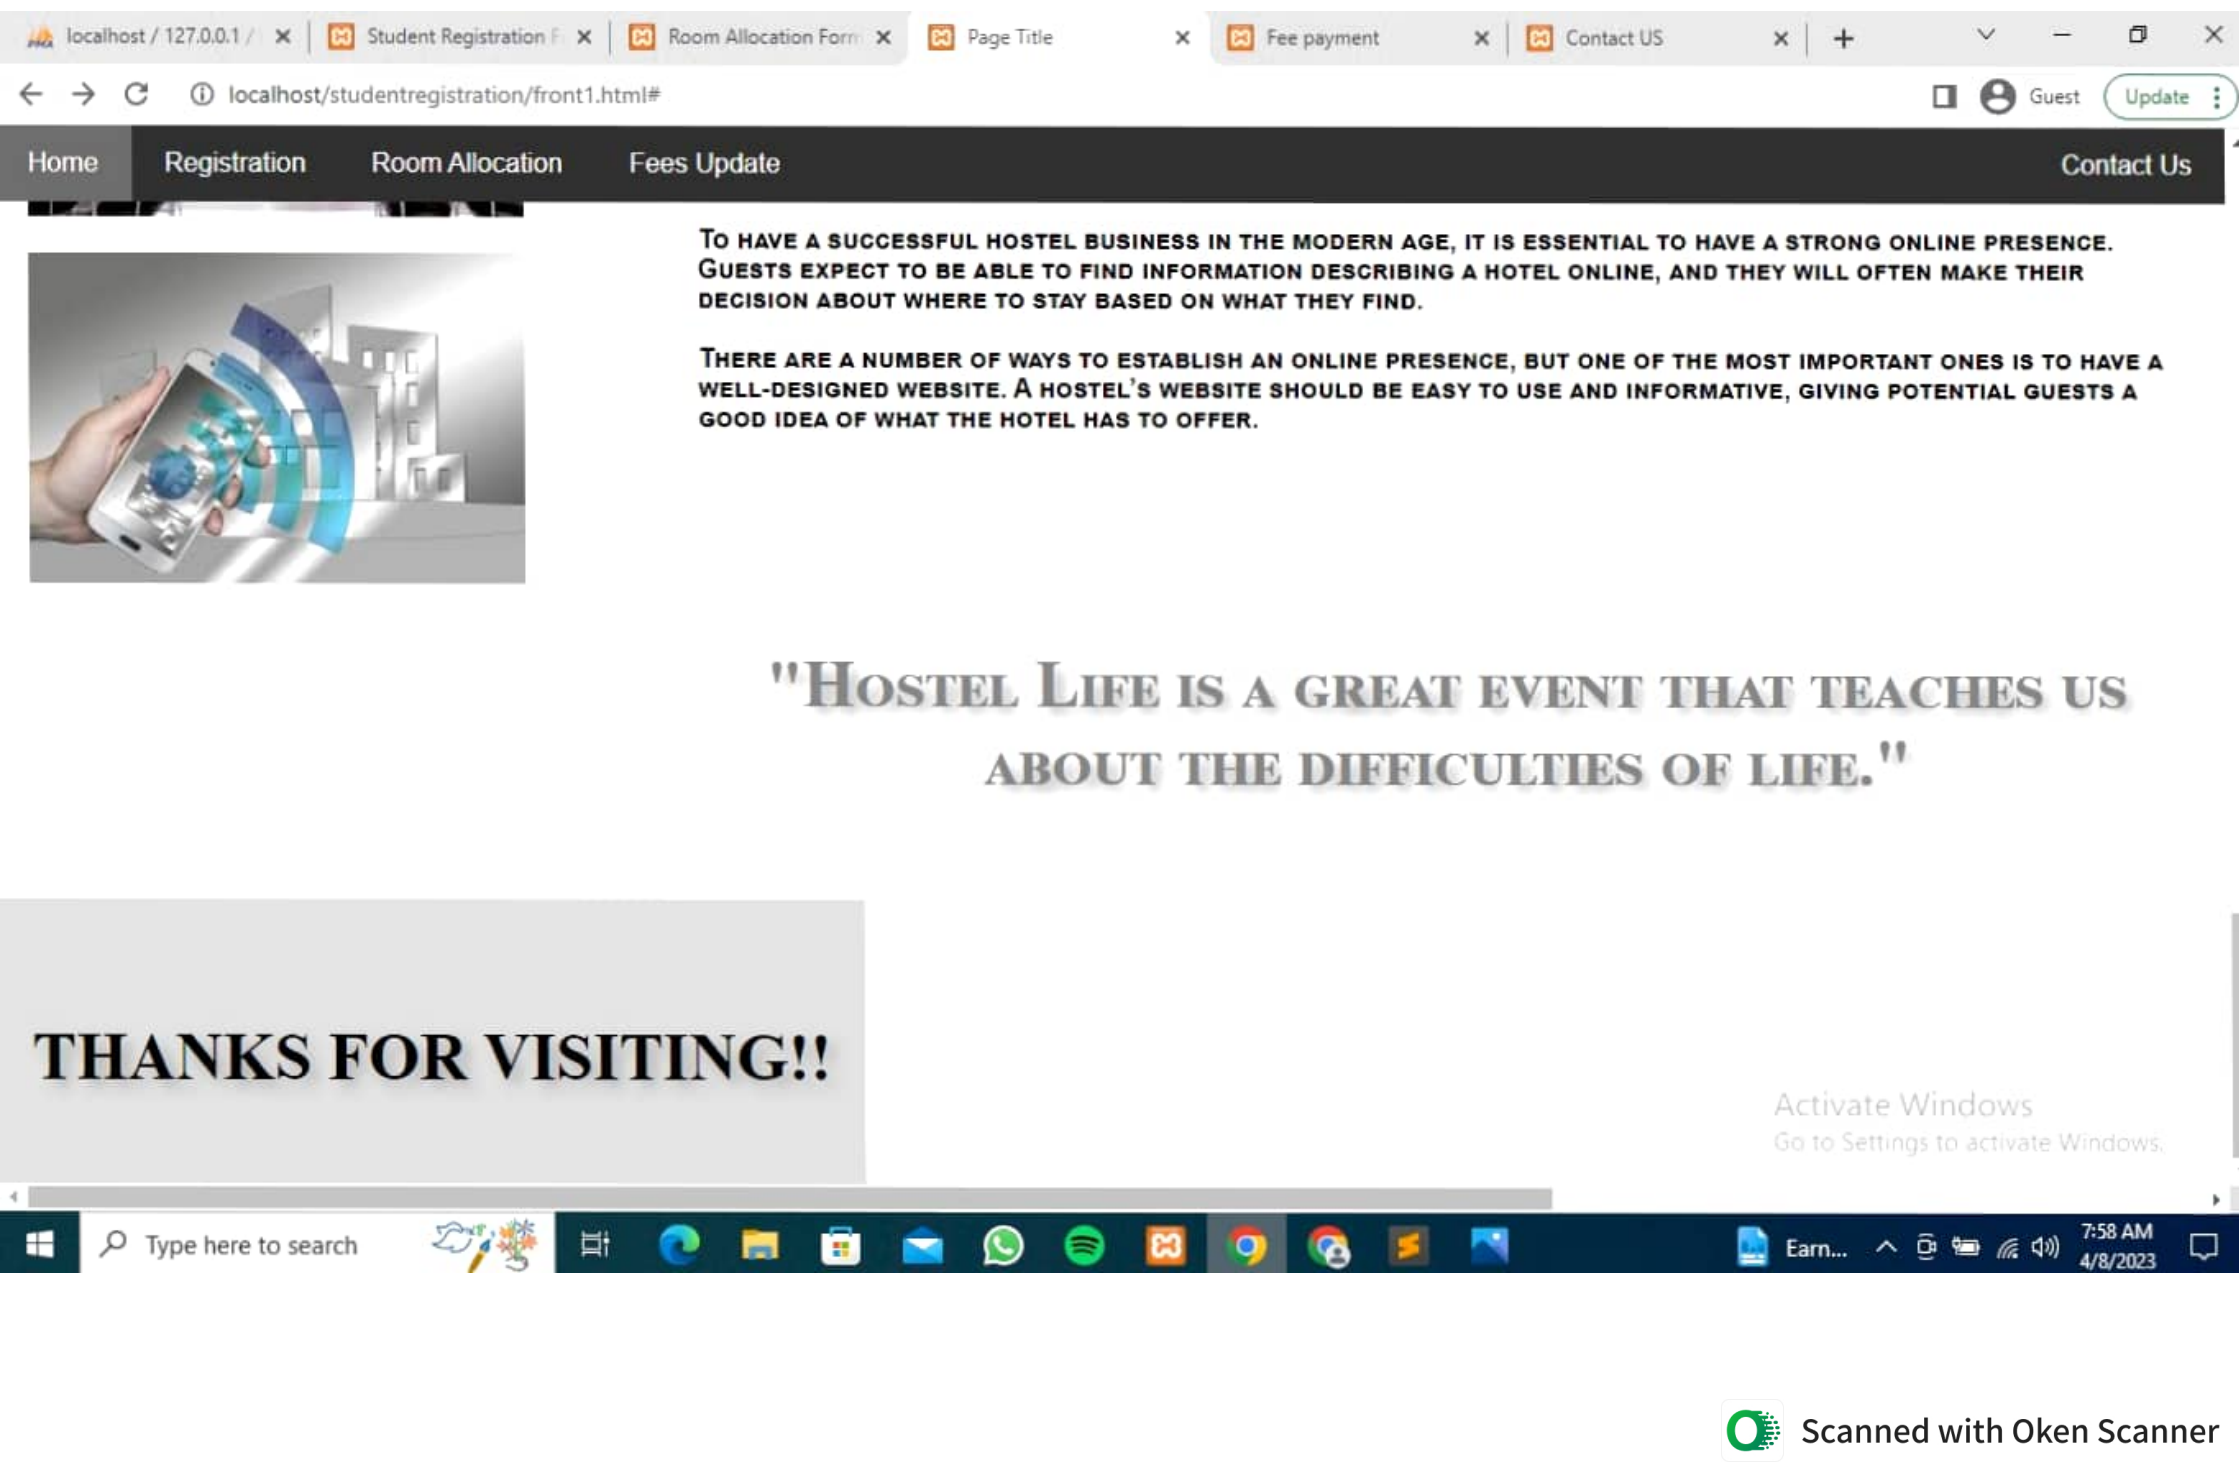 localhost / 127.0.0.1 /
Student Registration F
Room Allocation Form
Page Title
Fee payment
Contact US
localhost/studentregistration/front1.html#
Guest
Update
Home
Registration
Room Allocation
Fees Update
Contact Us
To have a successful hostel business in the modern age, it is essential to have a strong online presence.
Guests expect to be able to find information describing a hotel online, and they will often make their
decision about where to stay based on what they find.
There are a number of ways to establish an online presence, but one of the most important ones is to have a
well-designed website. A hostel's website should be easy to use and informative, giving potential guests a
good idea of what the hotel has to offer.
"Hostel Life is a great event that teaches us
about the difficulties of life."
THANKS FOR VISITING!!
Activate Windows
Go to Settings to activate Windows.
Type here to search
Earn...
7:58 AM
4/8/2023
Scanned with Oken Scanner